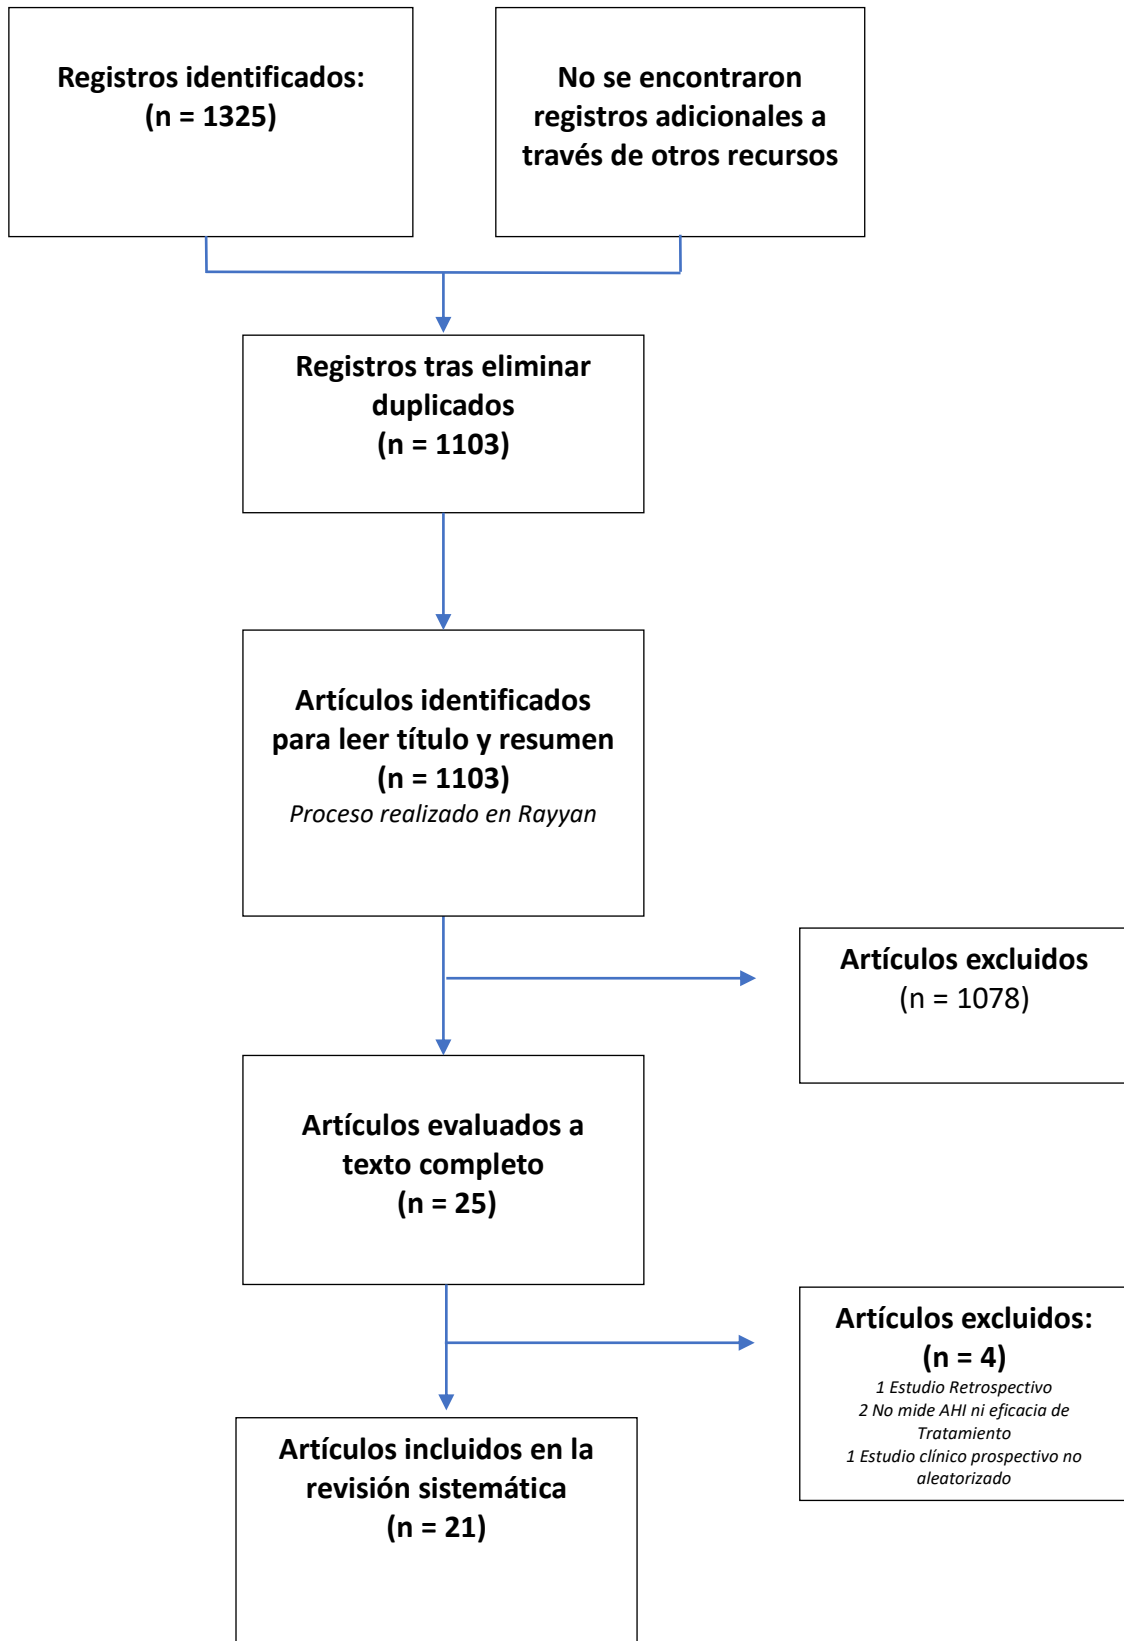 Registros identificados:
(n = 1325)
No se encontraron
registros adicionales a
través de otros recursos
Registros tras eliminar
duplicados
(n = 1103)
Artículos identificados
para leer título y resumen
(n = 1103)
Proceso realizado en Rayyan
Artículos excluidos
(n = 1078)
Artículos evaluados a
texto completo
(n = 25)
Artículos excluidos:
(n = 4)
1 Estudio Retrospectivo
2 No mide AHI ni eficacia de
Tratamiento
1 Estudio clínico prospectivo no
aleatorizado
Artículos incluidos en la
revisión sistemática
(n = 21)